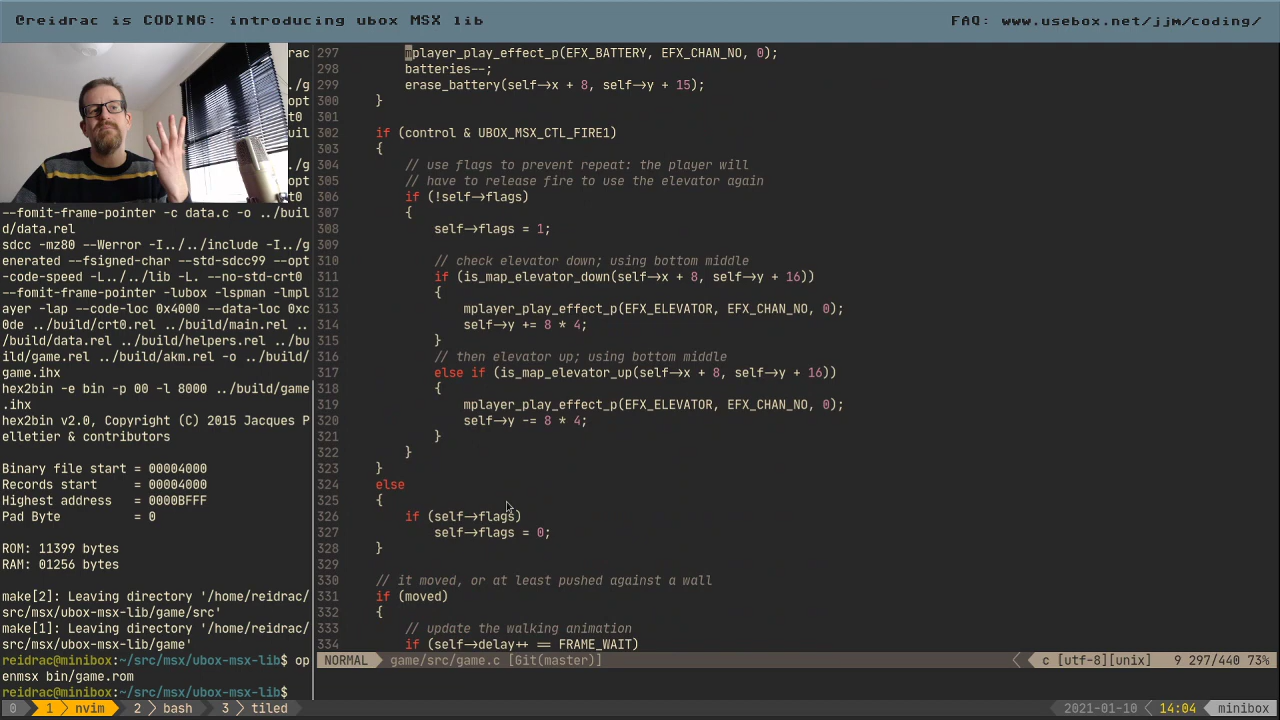 @reidrac is CODING: introducing ubox MSX lib
FAQ: www.usebox.net/jjm/coding/
rac
./g
opt
t0
uil
./g
opt
rt0
--fomit-frame-pointer -c data.c -o ../buil
d/data.rel
sdcc -mz80 --Werror -I../../include -I../g
enerated --fsigned-char --std-sdcc99 --opt
-code-speed -L../../lib -L. --no-std-crt0
--fomit-frame-pointer -lubox -lspman -lmpl
ayer -lap --code-loc 0x4000 --data-loc 0xc
0de ../build/crt0.rel ../build/main.rel ..
/build/data.rel ../build/helpers.rel ../bu
ild/game.rel ../build/akm.rel -o ../build/
game.ihx
hex2bin -e bin -p 00 -l 8000 ../build/game
.ihx
hex2bin v2.0, Copyright (C) 2015 Jacques P
elletier & contributors
Binary file start = 00004000
Records start     = 00004000
Highest address   = 0000BFFF
Pad Byte          = 0
ROM: 11399 bytes
RAM: 01256 bytes
make[2]: Leaving directory '/home/reidrac/
src/msx/ubox-msx-lib/game/src'
make[1]: Leaving directory '/home/reidrac/
src/msx/ubox-msx-lib/game'
reidrac@minibox:~/src/msx/ubox-msx-lib$ op
enmsx bin/game.rom
reidrac@minibox:~/src/msx/ubox-msx-lib$
297 mplayer_play_effect_p(EFX_BATTERY, EFX_CHAN_NO, 0);
298 batteries--;
299 erase_battery(self->x + 8, self->y + 15);
300 }
301
302 if (control & UBOX_MSX_CTL_FIRE1)
303 {
304 // use flags to prevent repeat: the player will
305 // have to release fire to use the elevator again
306 if (!self->flags)
307 {
308 self->flags = 1;
309
310 // check elevator down; using bottom middle
311 if (is_map_elevator_down(self->x + 8, self->y + 16))
312 {
313 mplayer_play_effect_p(EFX_ELEVATOR, EFX_CHAN_NO, 0);
314 self->y += 8 * 4;
315 }
316 // then elevator up; using bottom middle
317 else if (is_map_elevator_up(self->x + 8, self->y + 16))
318 {
319 mplayer_play_effect_p(EFX_ELEVATOR, EFX_CHAN_NO, 0);
320 self->y -= 8 * 4;
321 }
322 }
323 }
324 else
325 {
326 if (self->flags)
327 self->flags = 0;
328 }
329
330 // it moved, or at least pushed against a wall
331 if (moved)
332 {
333 // update the walking animation
334 if (self->delay++ == FRAME_WAIT)
NORMAL game/src/game.c [Git(master)] c [utf-8][unix] 9 297/440 73%
0 1 nvim 2 bash 3 tiled 2021-01-10 14:04 minibox